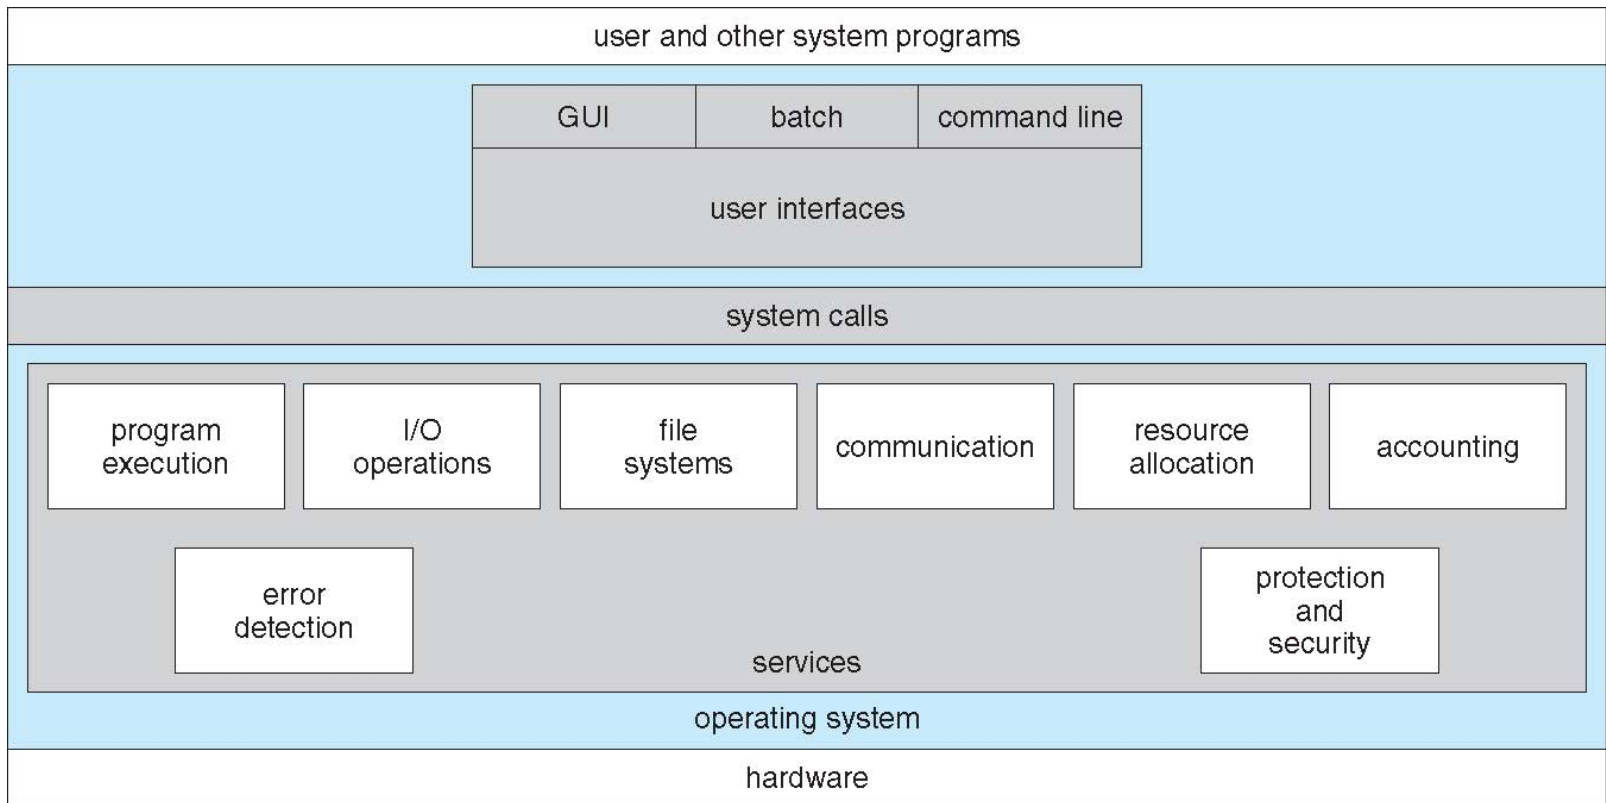 user and other system programs
GUI
batch
command line
user interfaces
system calls
program
execution
I/O
operations
file
systems
communication
resource
allocation
accounting
error
detection
protection
and
security
services
operating system
hardware